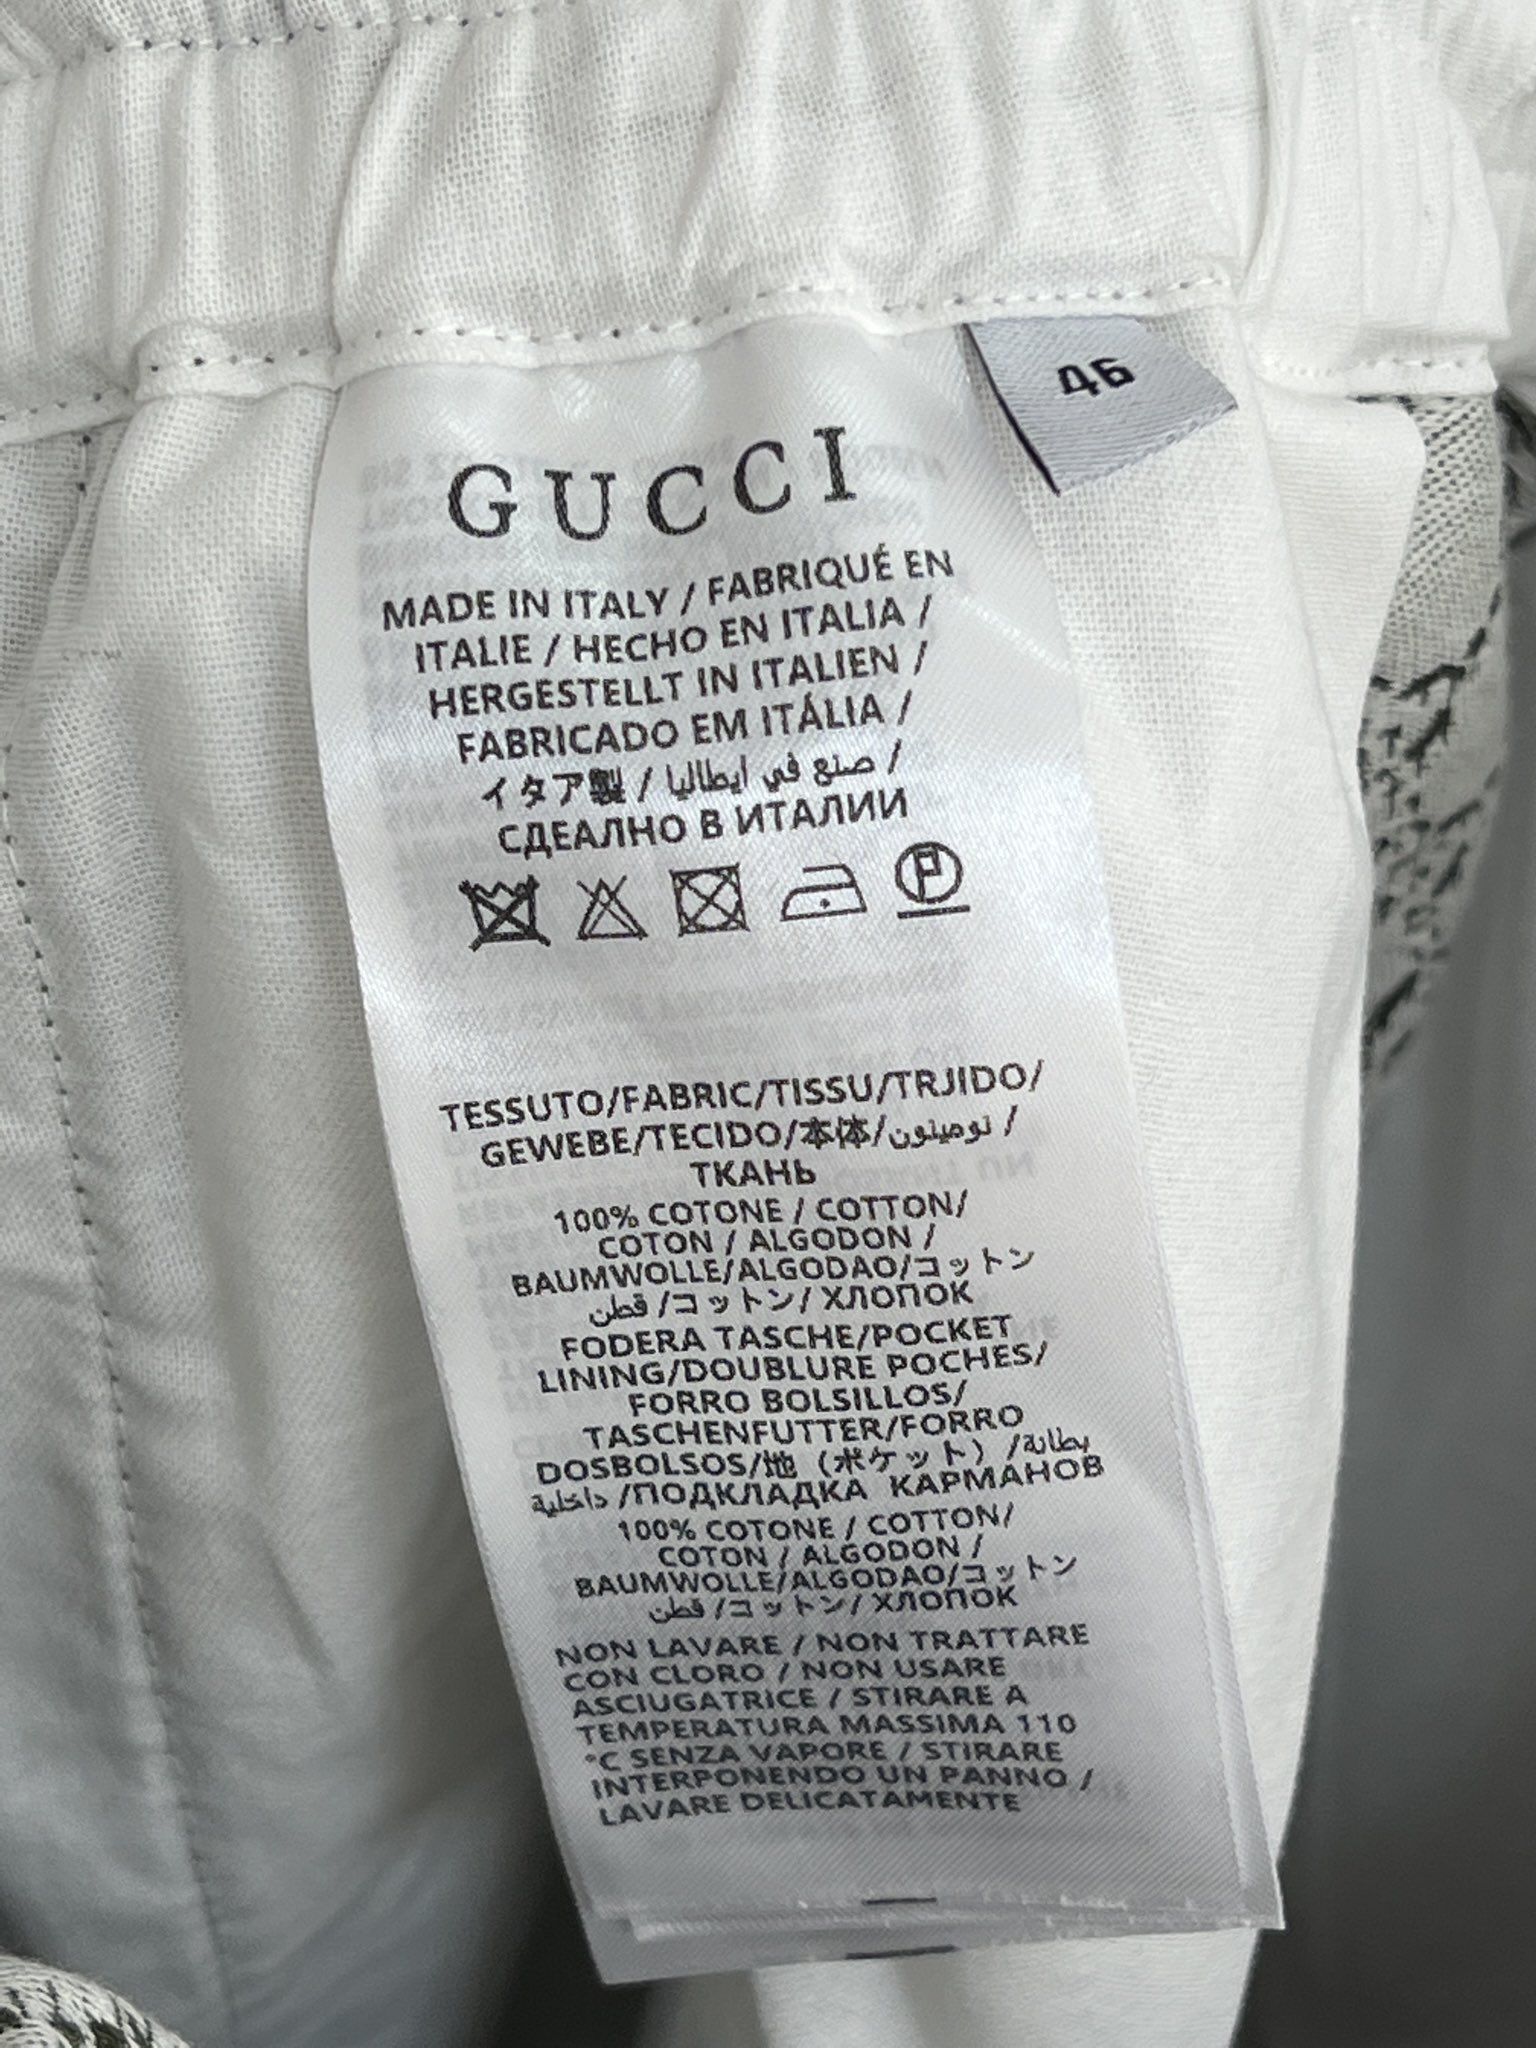 46
GUCCI
MADE IN ITALY / FABRIQUÉ EN
ITALIE / HECHO EN ITALIA /
HERGESTELLT IN ITALIEN /
FABRICADO EM ITÁLIA /
イタア製 / صنع في ايطاليا /
СДЕАЛНО В ИТАЛИИ
P
TESSUTO/FABRIC/TISSU/TRJIDO/
GEWEBE/TECIDO/本体/ /
ТКАНЬ
100% COTONE / COTTON/
COTON / ALGODON /
BAUMWOLLE/ALGODAO/コットン
قطن /コットン/ ХЛОПОК
FODERA TASCHE/POCKET
LINING/DOUBLURE POCHES/
FORRO BOLSILLOS/
TASCHENFUTTER/FORRO
DOSBOLSOS/地 (ポケット) /بطانة
داخلية /ПОДКЛАДКА КАРМАНОВ
100% COTONE / COTTON/
COTON / ALGODON /
BAUMWOLLE/ALGODAO/コットン
قطن /コットン/ ХЛОПОК
NON LAVARE / NON TRATTARE
CON CLORO / NON USARE
ASCIUGATRICE / STIRARE A
TEMPERATURA MASSIMA 110
°C SENZA VAPORE / STIRARE
INTERPONENDO UN PANNO /
LAVARE DELICATAMENTE